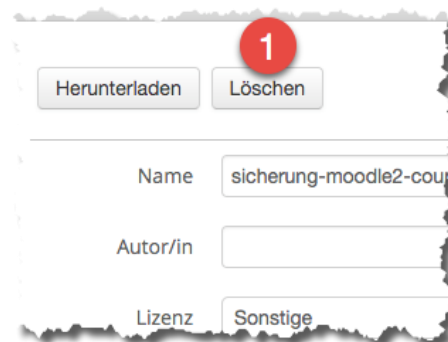 1
Herunterladen Löschen
Name sicherung-moodle2-cou
Autor/in
Lizenz Sonstige